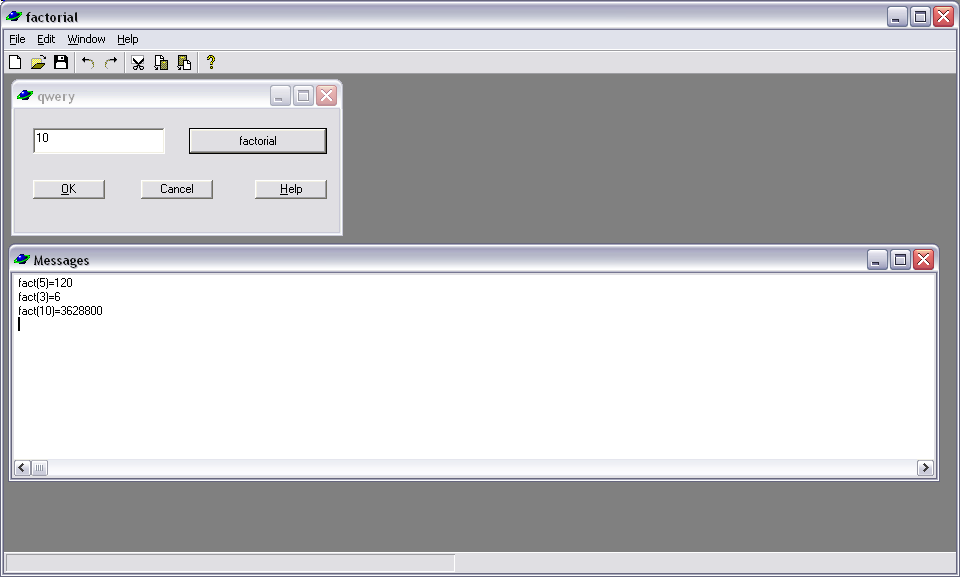 factorial
File Edit Window Help
qwery
10 factorial
OK Cancel Help
Messages
fact(5)=120
fact(3)=6
fact(10)=3628800